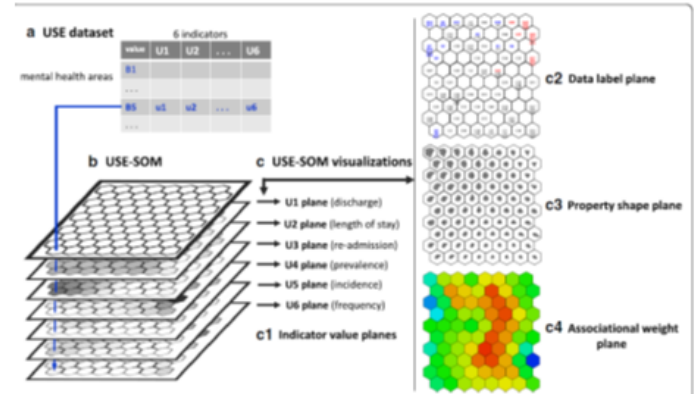 a USE dataset
6 indicators
value U1 U2 ... U6
mental health areas
B1
...
B5 u1 u2 ... u6
...
b USE-SOM
c USE-SOM visualizations
U1 plane (discharge)
U2 plane (length of stay)
U3 plane (re-admission)
U4 plane (prevalence)
U5 plane (incidence)
U6 plane (frequency)
c1 Indicator value planes
c2 Data label plane
c3 Property shape plane
c4 Associational weight
plane